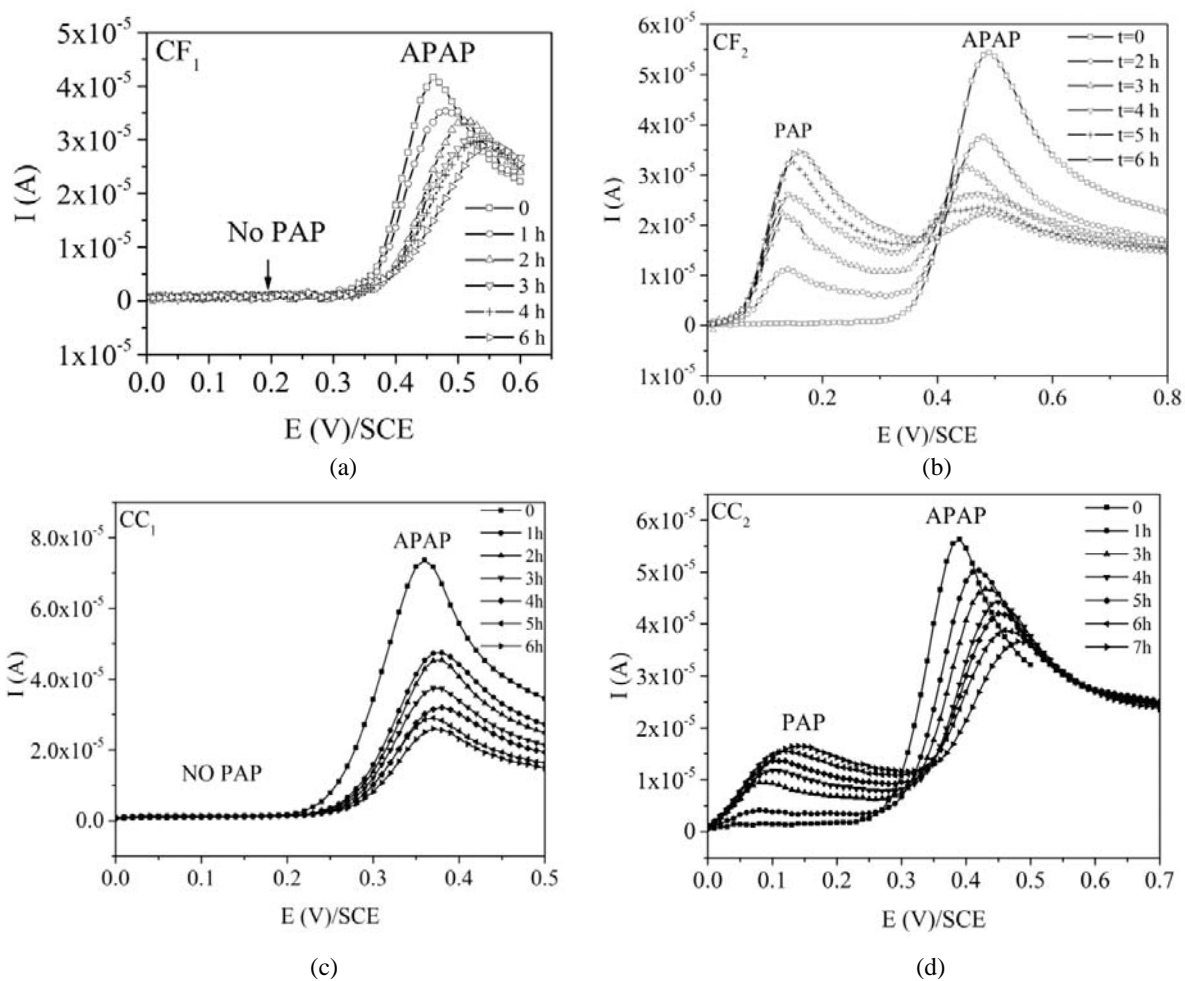 CF₁
APAP
No PAP
5x10⁻⁵
4x10⁻⁵
3x10⁻⁵
2x10⁻⁵
1x10⁻⁵
0
1x10⁻⁵
I (A)
0
1 h
2 h
3 h
4 h
6 h
0.0 0.1 0.2 0.3 0.4 0.5 0.6
E (V)/SCE
(a)
CF₂
PAP
APAP
t=0
t=2 h
t=3 h
t=4 h
t=5 h
t=6 h
6x10⁻⁵
5x10⁻⁵
4x10⁻⁵
3x10⁻⁵
2x10⁻⁵
1x10⁻⁵
0
1x10⁻⁵
I (A)
0.0 0.2 0.4 0.6 0.8
E (V)/SCE
(b)
CC₁
APAP
NO PAP
0
1h
2h
3h
4h
5h
6h
8.0x10⁻⁵
6.0x10⁻⁵
4.0x10⁻⁵
2.0x10⁻⁵
0.0
I (A)
0.0 0.1 0.2 0.3 0.4 0.5
E (V)/SCE
(c)
CC₂
APAP
PAP
0
1h
3h
4h
5h
6h
7h
6x10⁻⁵
5x10⁻⁵
4x10⁻⁵
3x10⁻⁵
2x10⁻⁵
1x10⁻⁵
0
I (A)
0.0 0.1 0.2 0.3 0.4 0.5 0.6 0.7
E (V)/SCE
(d)